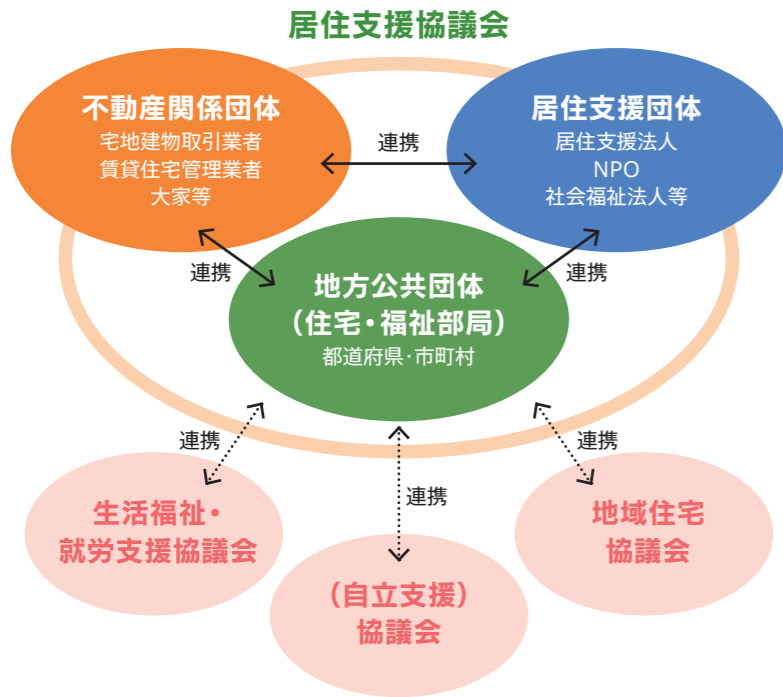 居住支援協議会
不動産関係団体
宅地建物取引業者
賃貸住宅管理業者
大家等
連携
居住支援団体
居住支援法人
NPO
社会福祉法人等
連携
連携
地方公共団体
（住宅・福祉部局）
都道府県・市町村
連携
連携
連携
生活福祉・
就労支援協議会
（自立支援）
協議会
地域住宅
協議会